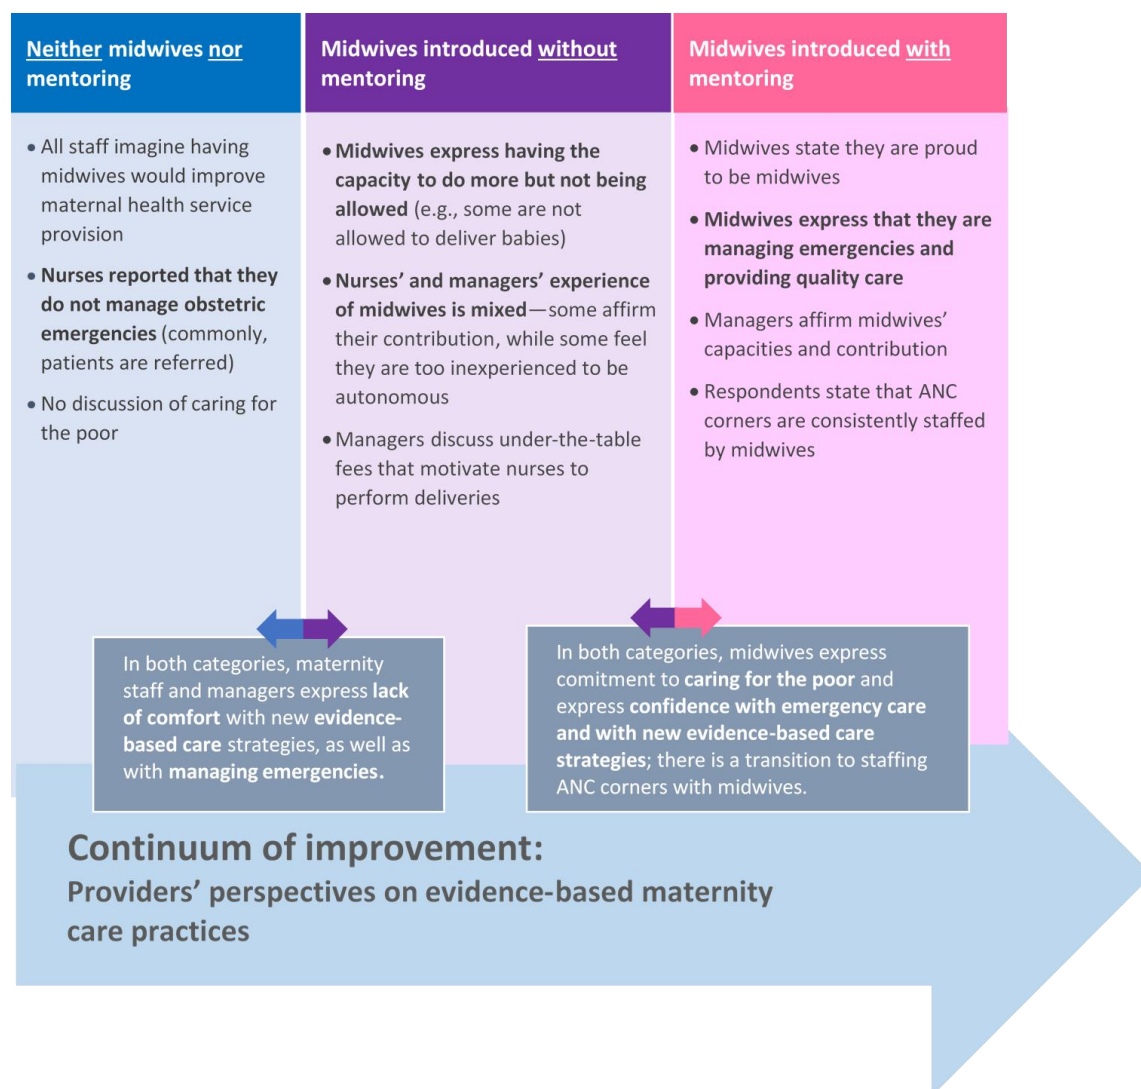 Neither midwives nor
mentoring
Midwives introduced without
mentoring
Midwives introduced with
mentoring
• All staff imagine having
midwives would improve
maternal health service
provision
• Nurses reported that they
do not manage obstetric
emergencies (commonly,
patients are referred)
• No discussion of caring for
the poor
• Midwives express having the
capacity to do more but not being
allowed (e.g., some are not
allowed to deliver babies)
• Nurses’ and managers’ experience
of midwives is mixed—some affirm
their contribution, while some feel
they are too inexperienced to be
autonomous
• Managers discuss under-the-table
fees that motivate nurses to
perform deliveries
• Midwives state they are proud
to be midwives
• Midwives express that they are
managing emergencies and
providing quality care
• Managers affirm midwives’
capacities and contribution
• Respondents state that ANC
corners are consistently staffed
by midwives
In both categories, maternity
staff and managers express lack
of comfort with new evidence-
based care strategies, as well as
with managing emergencies.
In both categories, midwives express
comitment to caring for the poor and
express confidence with emergency care
and with new evidence-based care
strategies; there is a transition to staffing
ANC corners with midwives.
Continuum of improvement:
Providers’ perspectives on evidence-based maternity
care practices